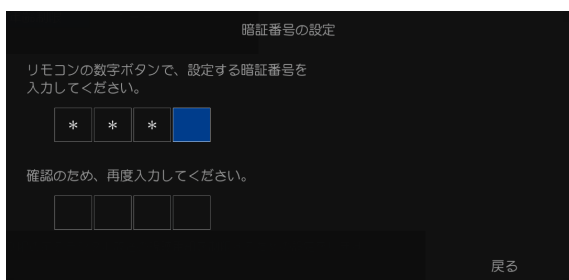 暗証番号の設定
リモコンの数字ボタンで、設定する暗証番号を
入力してください。
* * *
確認のため、再度入力してください。
戻る